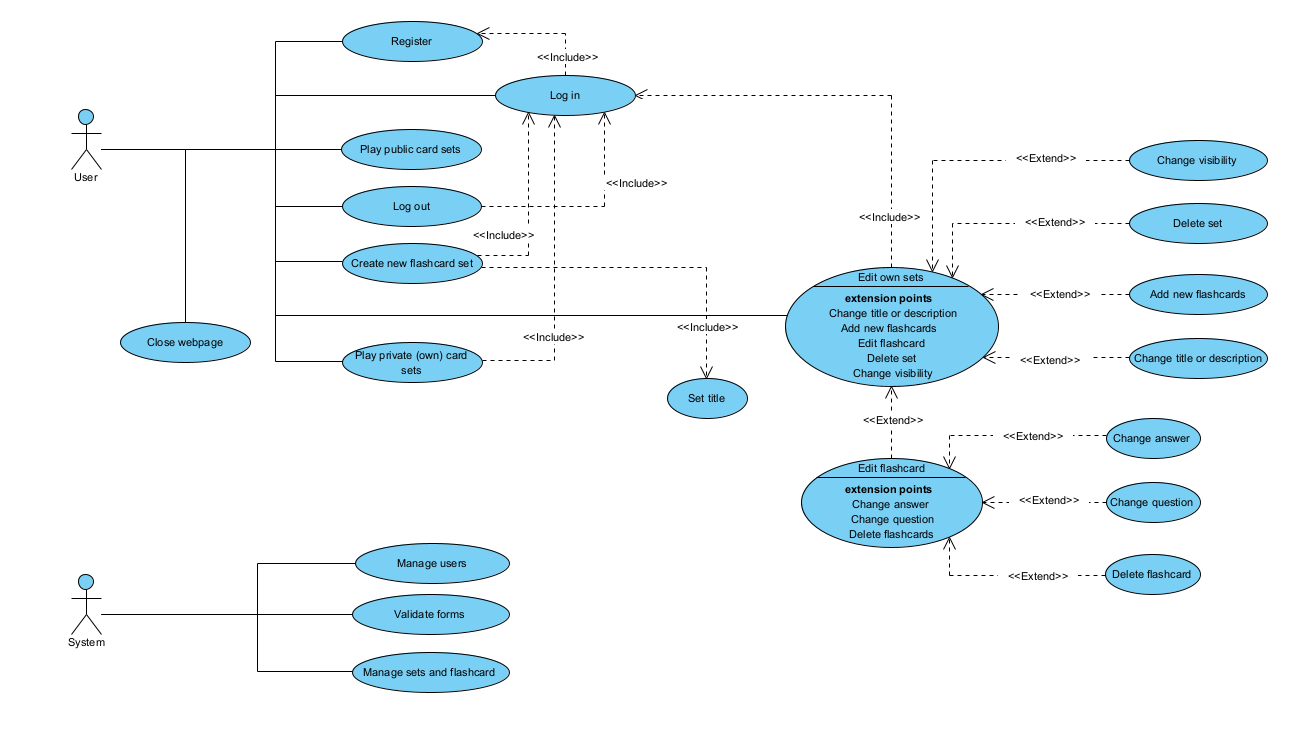 Register
<<Include>>
Log in
User
Play public card sets
<<Extend>>
Change visibility
<<Include>>
Log out
<<Include>>
<<Extend>>
Delete set
<<Include>>
Create new flashcard set
Edit own sets
extension points
Change title or description
Add new flashcards
Edit flashcard
Delete set
Change visibility
<<Extend>>
Add new flashcards
<<Include>>
<<Include>>
Close webpage
Play private (own) card
sets
<<Extend>>
Change title or description
Set title
<<Extend>>
<<Extend>>
Change answer
Edit flashcard
extension points
Change answer
Change question
Delete flashcards
<<Extend>>
Change question
<<Extend>>
Delete flashcard
Manage users
System
Validate forms
Manage sets and flashcard